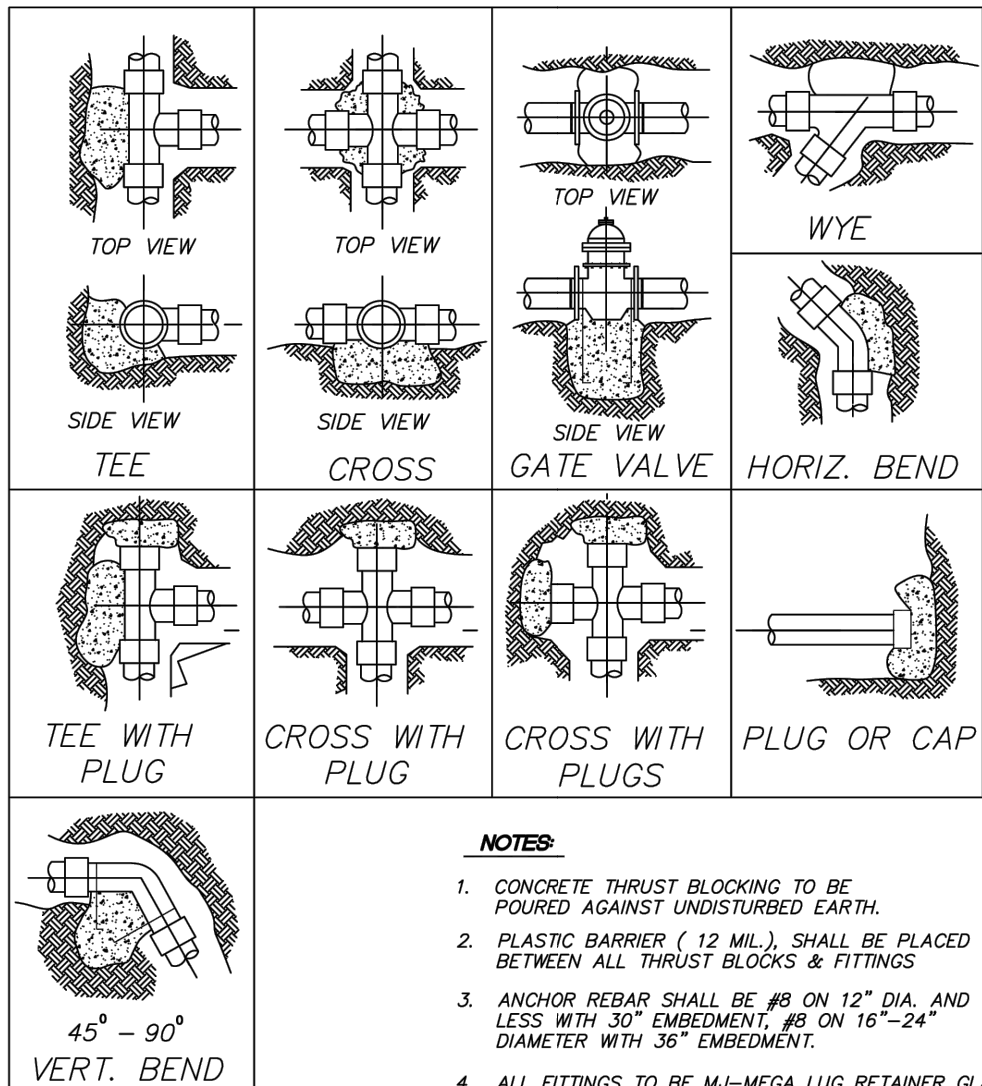 TOP VIEW
SIDE VIEW
TEE
TOP VIEW
SIDE VIEW
CROSS
TOP VIEW
SIDE VIEW
GATE VALVE
WYE
HORIZ. BEND
TEE WITH
PLUG
CROSS WITH
PLUG
CROSS WITH
PLUGS
PLUG OR CAP
45° – 90°
VERT. BEND
NOTES:
1. CONCRETE THRUST BLOCKING TO BE
POURED AGAINST UNDISTURBED EARTH.
2. PLASTIC BARRIER ( 12 MIL.), SHALL BE PLACED
BETWEEN ALL THRUST BLOCKS & FITTINGS
3. ANCHOR REBAR SHALL BE #8 ON 12" DIA. AND
LESS WITH 30" EMBEDMENT, #8 ON 16"–24"
DIAMETER WITH 36" EMBEDMENT.
4. ALL FITTINGS TO BE MJ–MEGA LUG RETAINER